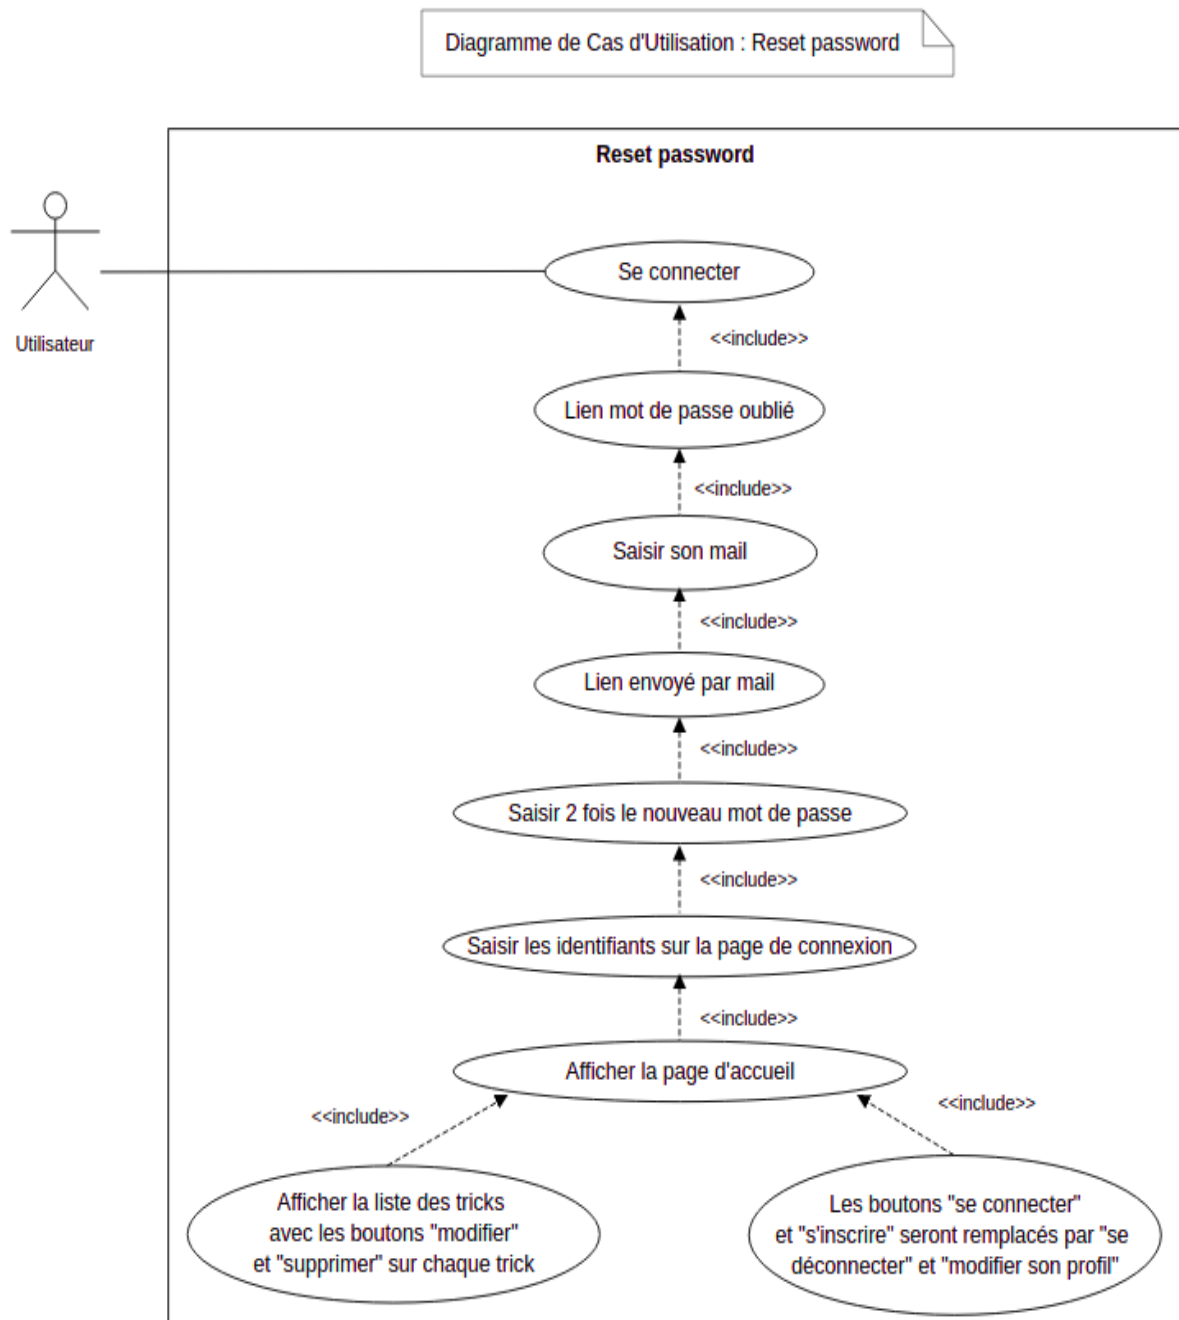 Diagramme de Cas d'Utilisation : Reset password
Reset password
Se connecter
Utilisateur
<<include>>
Lien mot de passe oublié
<<include>>
Saisir son mail
<<include>>
Lien envoyé par mail
<<include>>
Saisir 2 fois le nouveau mot de passe
<<include>>
Saisir les identifiants sur la page de connexion
<<include>>
Afficher la page d'accueil
<<include>>
<<include>>
Afficher la liste des tricks
avec les boutons "modifier"
et "supprimer" sur chaque trick
Les boutons "se connecter"
et "s'inscrire" seront remplacés par "se
déconnecter" et "modifier son profil"